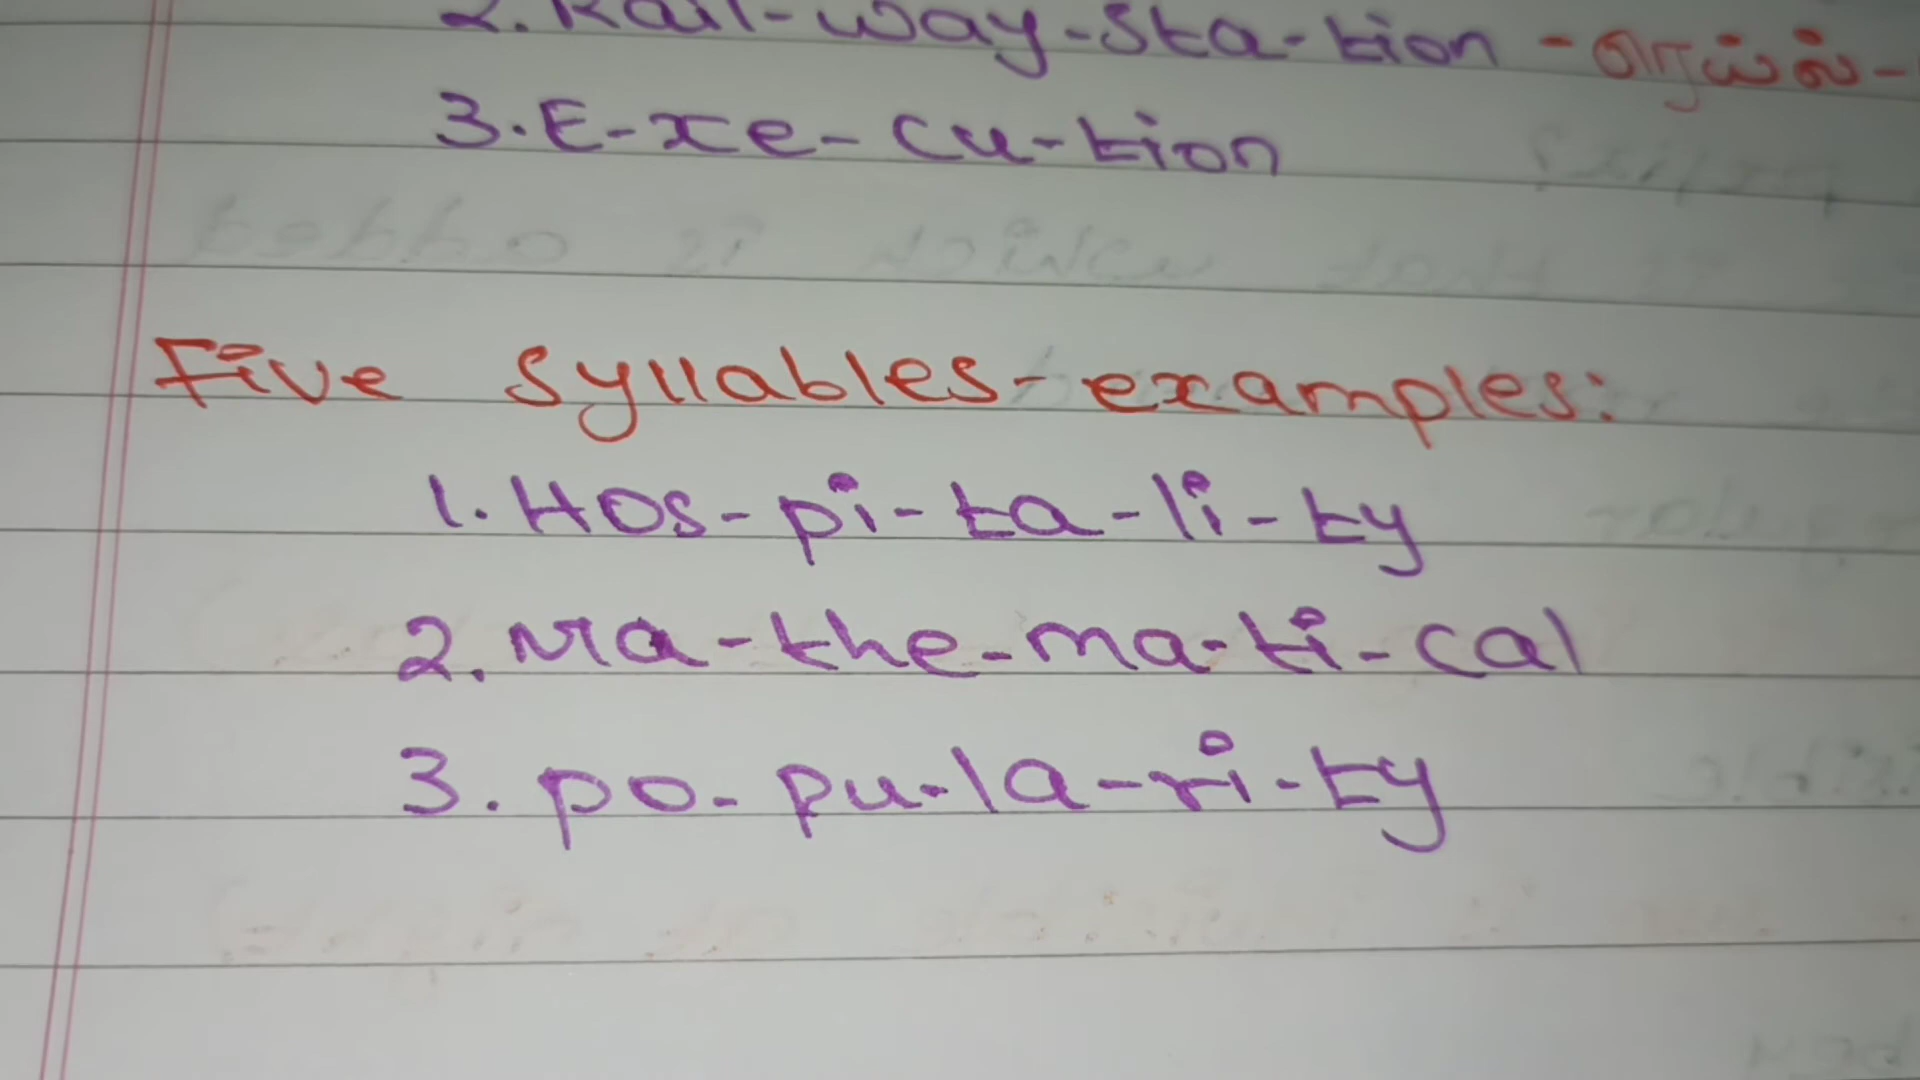 2. Rail-way-sta-tion - ரயில் -
3. E-xe-cu-tion
Five syllables-examples:
1. Hos-pi-ta-li-ty
2. Ma-the-ma-ti-cal
3. po-pu-la-ri-ty